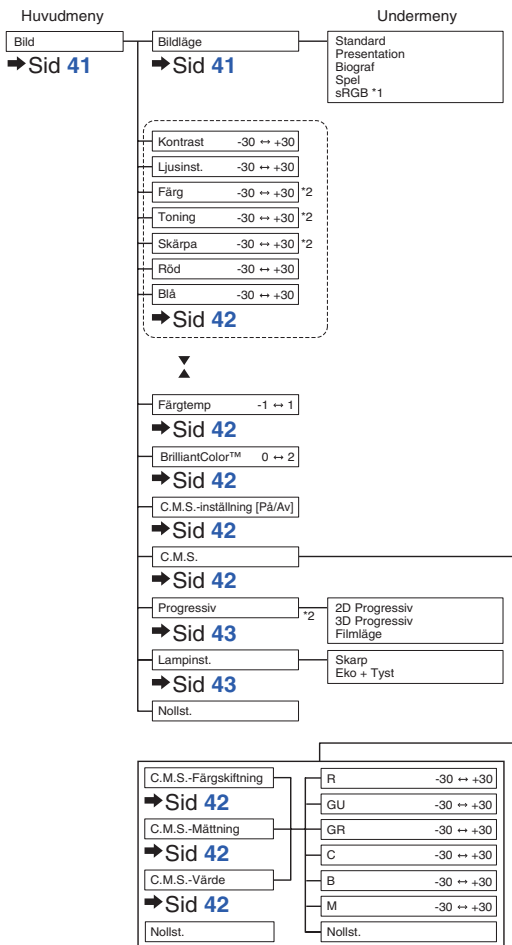 Huvudmeny
Undermeny
Bild
➡Sid 41
Bildläge
➡Sid 41
Standard
Presentation
Biograf
Spel
sRGB *1
Kontrast -30 ↔ +30
Ljusinst. -30 ↔ +30
Färg -30 ↔ +30 *2
Toning -30 ↔ +30 *2
Skärpa -30 ↔ +30 *2
Röd -30 ↔ +30
Blå -30 ↔ +30
➡Sid 42
Färgtemp -1 ↔ 1
➡Sid 42
BrilliantColor™ 0 ↔ 2
➡Sid 42
C.M.S.-inställning [På/Av]
➡Sid 42
C.M.S.
➡Sid 42
Progressiv *2
➡Sid 43
2D Progressiv
3D Progressiv
Filmläge
Lampinst.
➡Sid 43
Skarp
Eko + Tyst
Nollst.
C.M.S.-Färgskiftning
➡Sid 42
C.M.S.-Mättning
➡Sid 42
C.M.S.-Värde
➡Sid 42
Nollst.
R -30 ↔ +30
GU -30 ↔ +30
GR -30 ↔ +30
C -30 ↔ +30
B -30 ↔ +30
M -30 ↔ +30
Nollst.